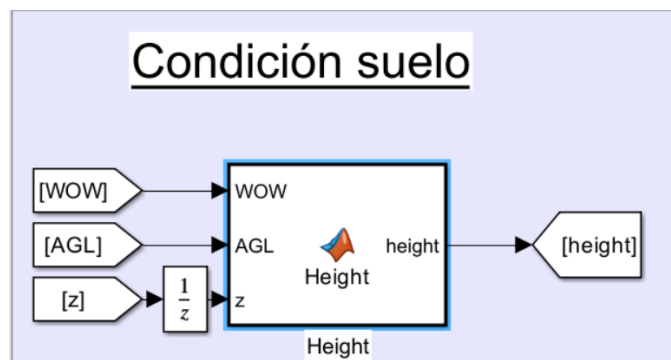 Condición suelo
[WOW]
WOW
[AGL]
AGL
height
[height]
Height
[z]
1
z
z
Height